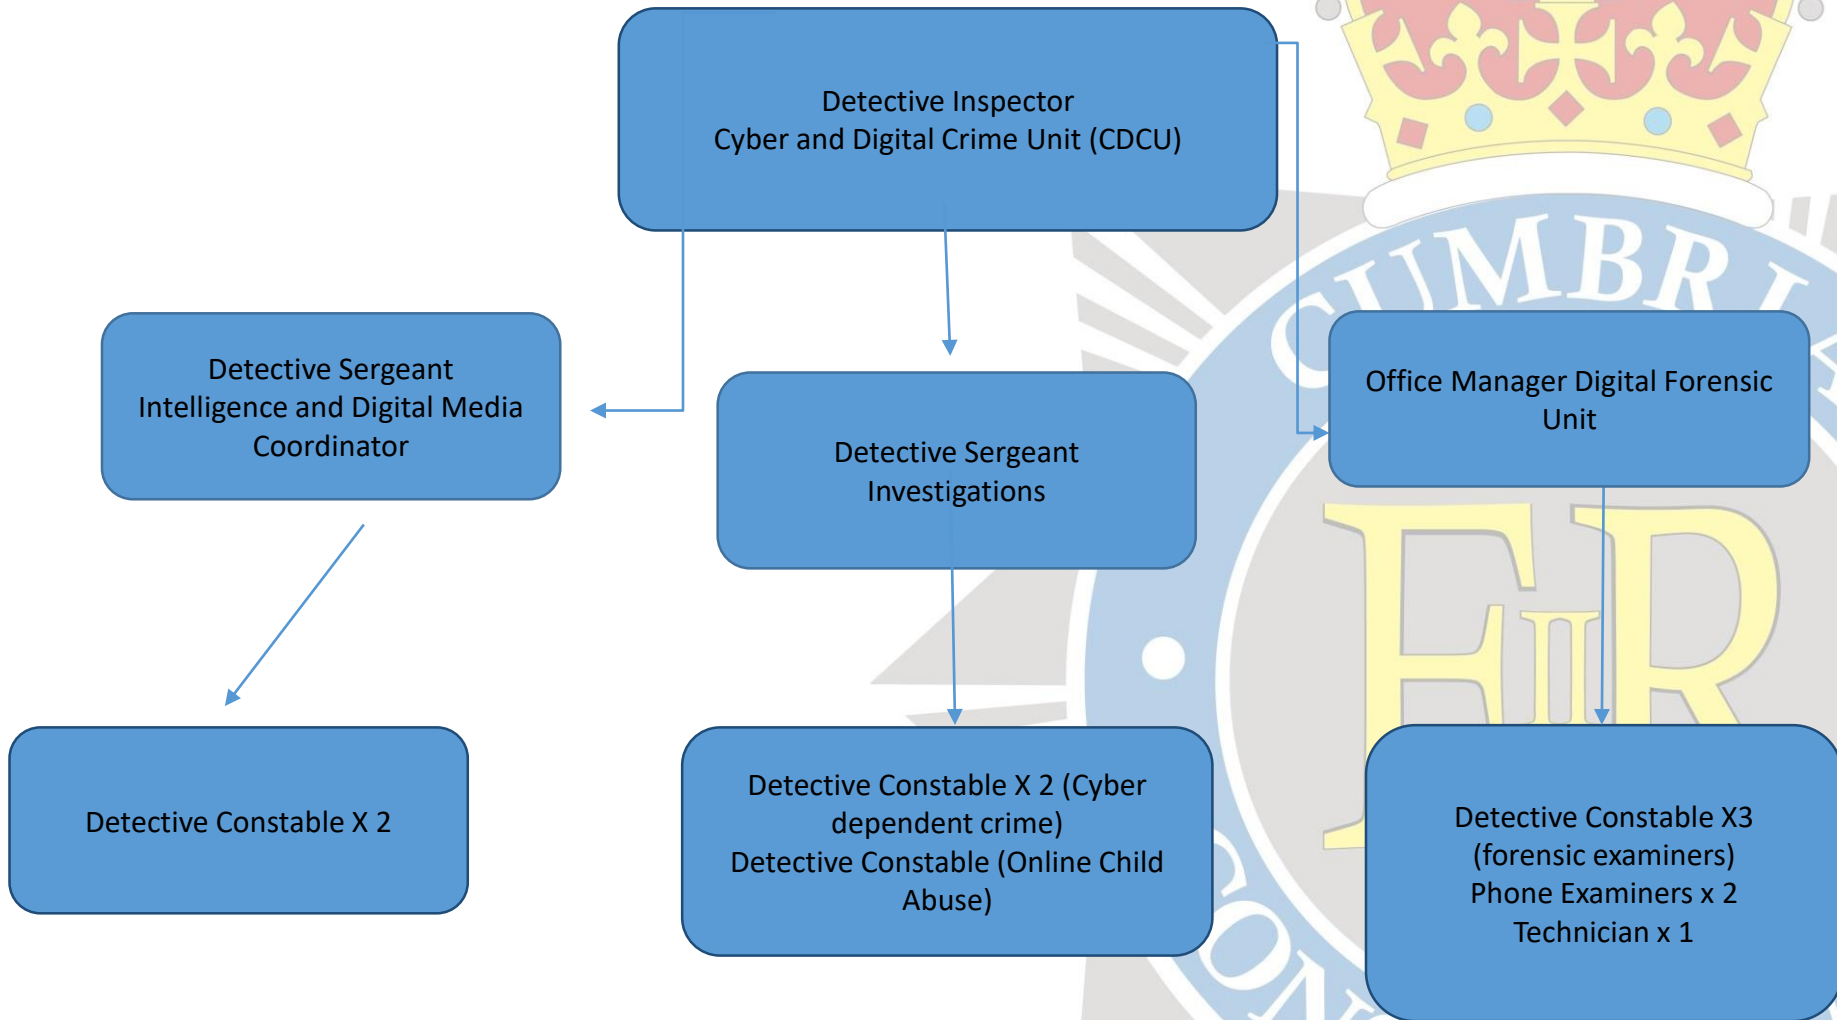 Detective Inspector
Cyber and Digital Crime Unit (CDCU)
Detective Sergeant
Intelligence and Digital Media
Coordinator
Detective Sergeant
Investigations
Office Manager Digital Forensic
Unit
Detective Constable X 2
Detective Constable X 2 (Cyber
dependent crime)
Detective Constable (Online Child
Abuse)
Detective Constable X3
(forensic examiners)
Phone Examiners x 2
Technician x 1
CUMBRIA
EIIR